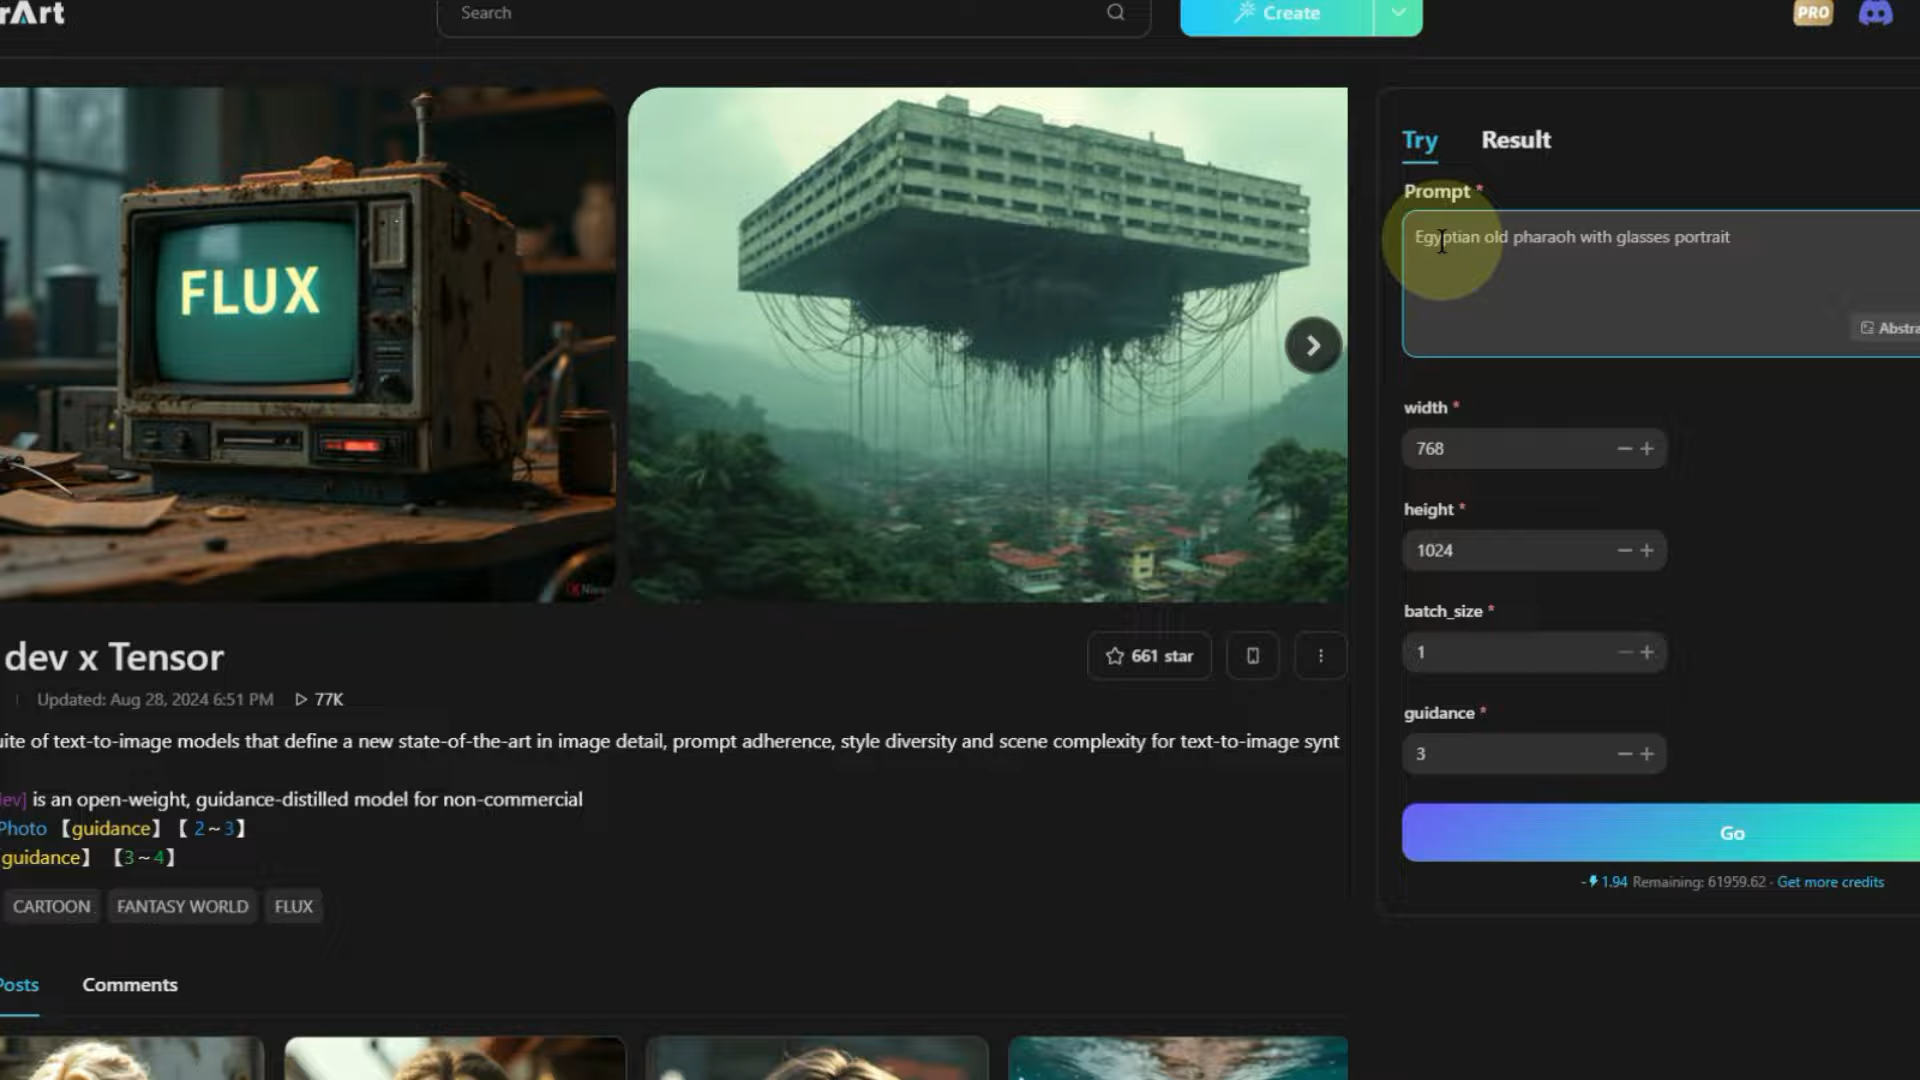 rArt
Search
Create
PRO
FLUX
Try
Result
Prompt *
Egyptian old pharaoh with glasses portrait
Abstra
width *
768
height *
1024
batch_size *
1
guidance *
3
Go
-1.94 Remaining: 61959.62 - Get more credits
dev x Tensor
661 star
Updated: Aug 28, 2024 6:51 PM
77K
uite of text-to-image models that define a new state-of-the-art in image detail, prompt adherence, style diversity and scene complexity for text-to-image synt
ev] is an open-weight, guidance-distilled model for non-commercial
Photo 【guidance】【 2~3】
guidance】 【3~4】
CARTOON
FANTASY WORLD
FLUX
Posts
Comments